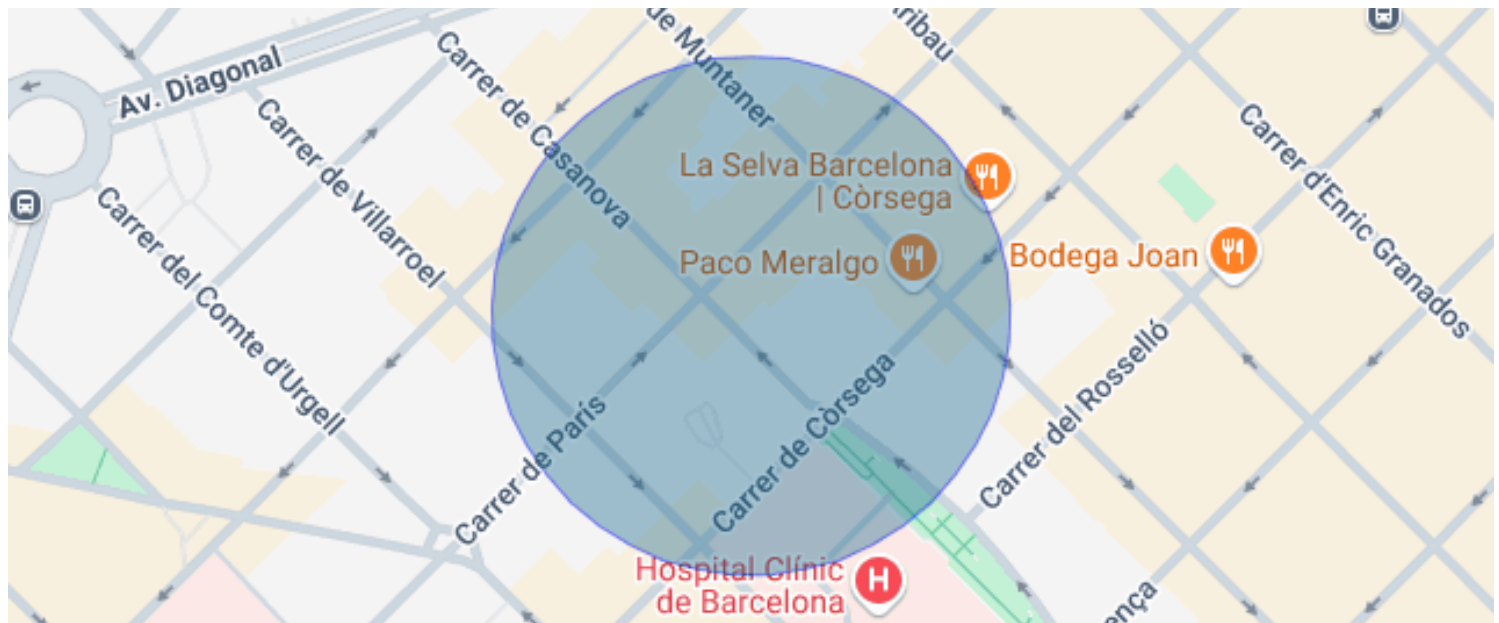 de Muntaner
Aribau
Av. Diagonal
Carrer de Casanova
Carrer de Villarroel
Carrer d'Enric Granados
La Selva Barcelona
| Còrsega
Paco Meralgo
Bodega Joan
Carrer del Comte d'Urgell
Carrer de París
Carrer de Còrsega
Carrer del Rosselló
Hospital Clínic
de Barcelona
H
ença